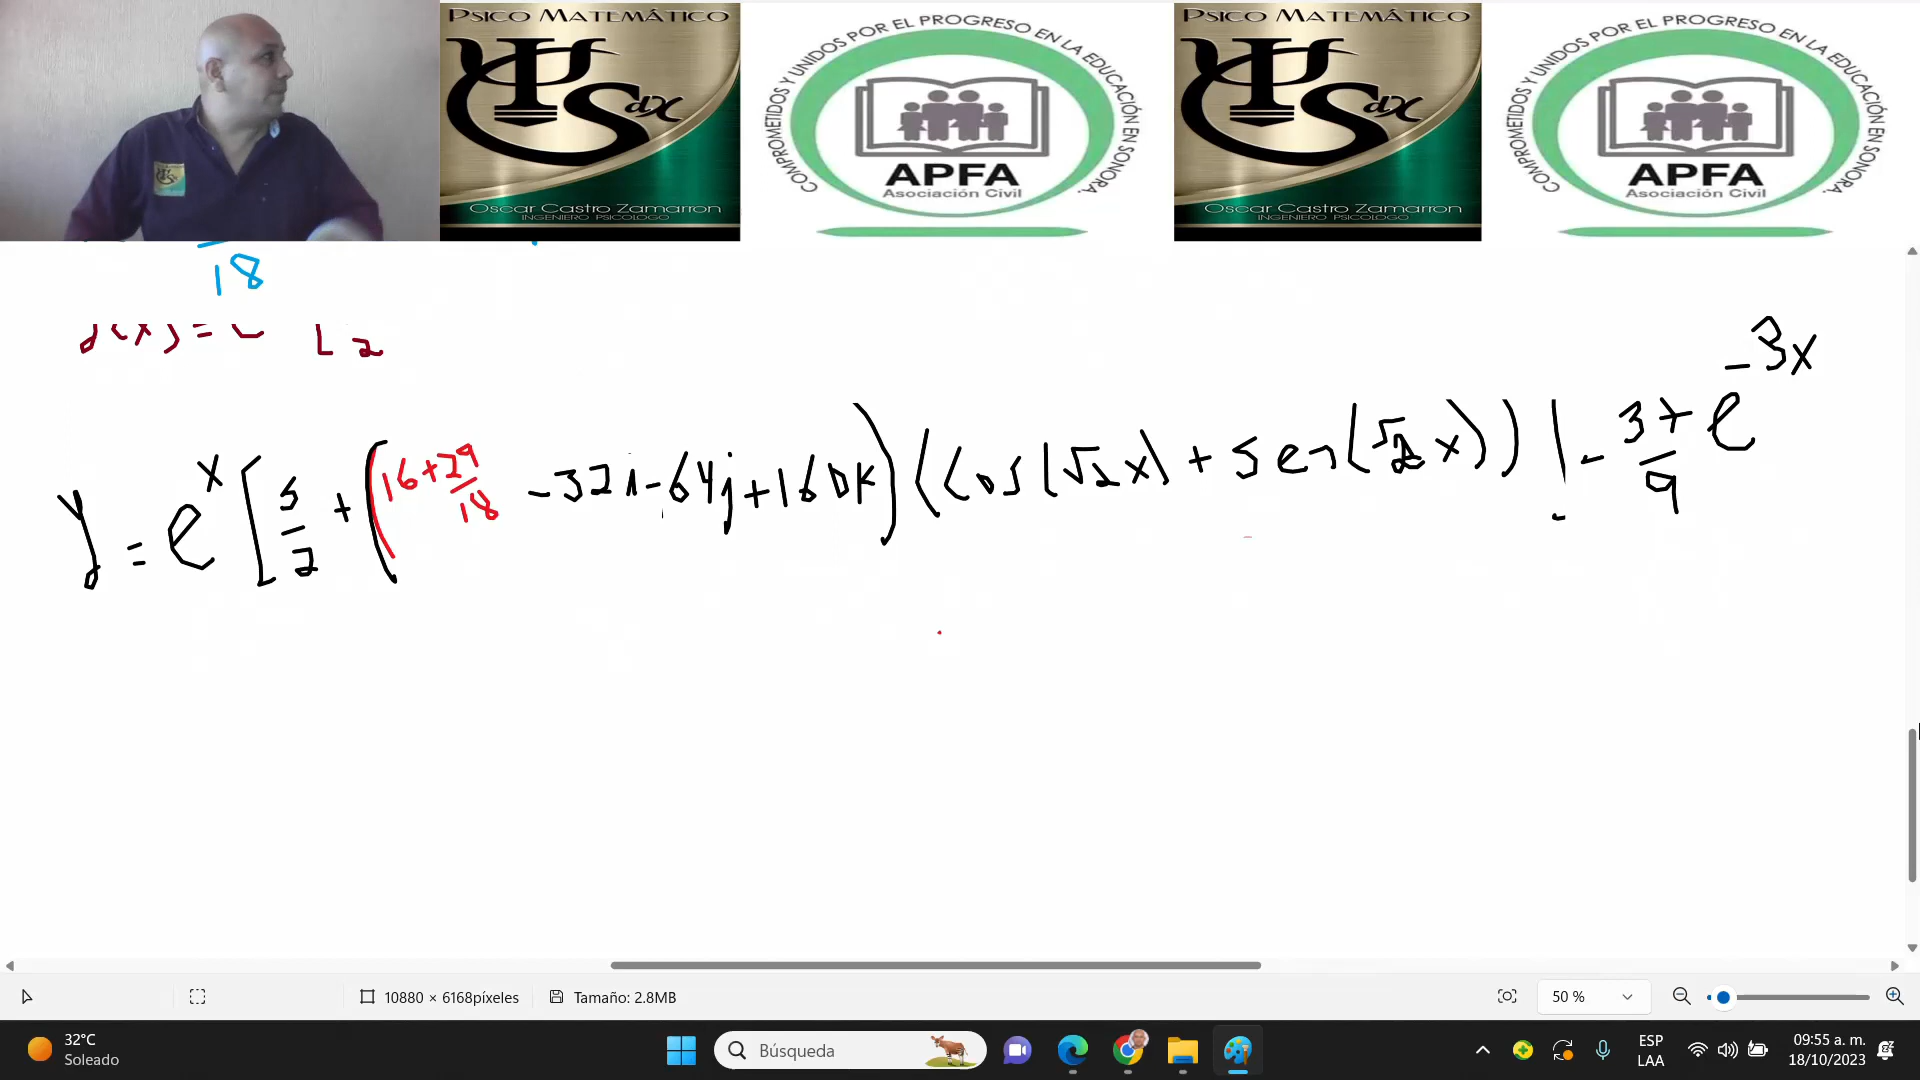 PSICO MATEMÁTICO
Sdx
Oscar Castro Zamarron
INGENIERO PSICOLOGO
COMPROMETIDOS Y UNIDOS POR EL PROGRESO EN LA EDUCACIÓN EN SONORA.
APFA
Asociación Civil
PSICO MATEMÁTICO
Sdx
Oscar Castro Zamarron
INGENIERO PSICOLOGO
COMPROMETIDOS Y UNIDOS POR EL PROGRESO EN LA EDUCACIÓN EN SONORA.
APFA
Asociación Civil
18
y = e^x [5/2 + (16+29/18 -32i-64j+160k)(cos(√2x)+sen(√2x))] - 37/9 e^-3x
10880 × 6168píxeles
Tamaño: 2.8MB
50 %
32°C
Soleado
Búsqueda
ESP
LAA
09:55 a. m.
18/10/2023